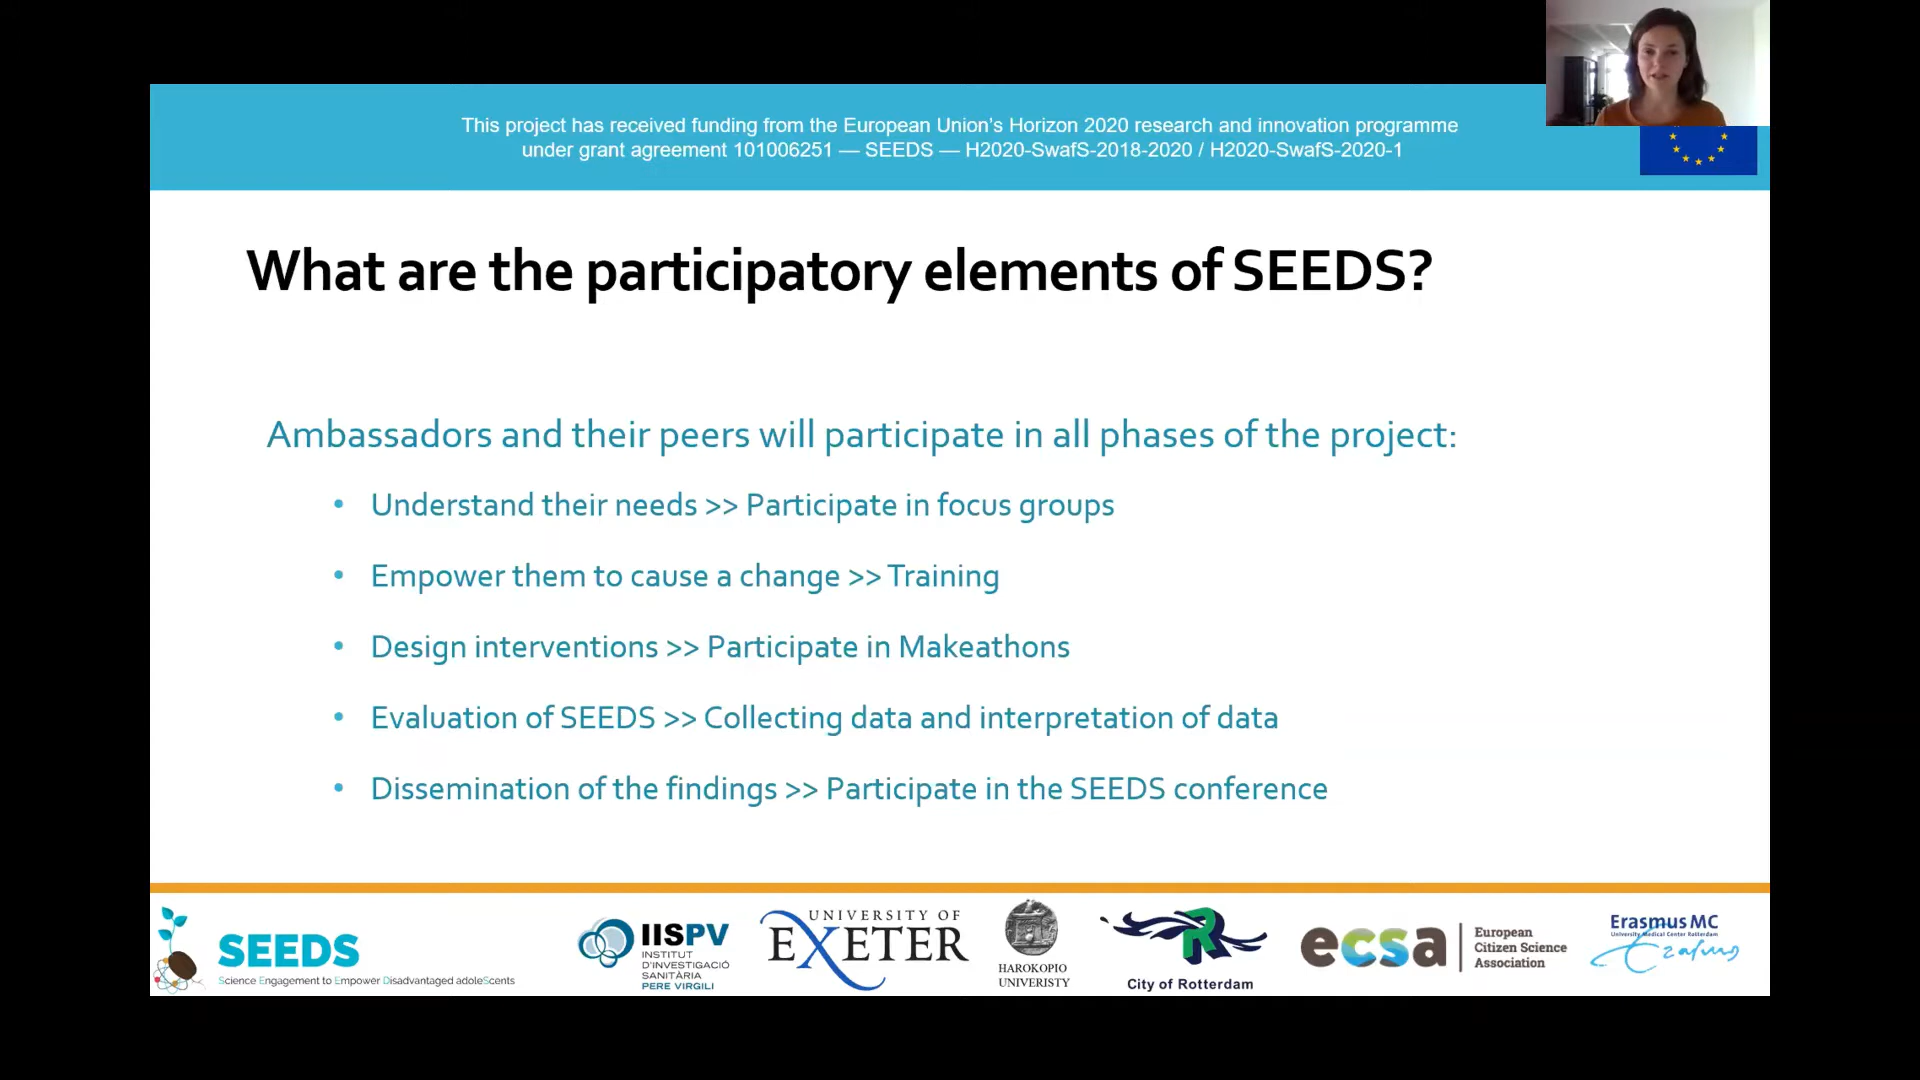 This project has received funding from the European Union's Horizon 2020 research and innovation programme
under grant agreement 101006251 — SEEDS — H2020-SwafS-2018-2020 / H2020-SwafS-2020-1
What are the participatory elements of SEEDS?
Ambassadors and their peers will participate in all phases of the project:
• Understand their needs >> Participate in focus groups
• Empower them to cause a change >> Training
• Design interventions >> Participate in Makeathons
• Evaluation of SEEDS >> Collecting data and interpretation of data
• Dissemination of the findings >> Participate in the SEEDS conference
SEEDS
Science Engagement to Empower Disadvantaged adoleScents
IISPV
INSTITUT
D'INVESTIGACIÓ
SANITÀRIA
PERE VIRGILI
UNIVERSITY OF
EXETER
HAROKOPIO
UNIVERISTY
R
City of Rotterdam
ecsa
European
Citizen Science
Association
Erasmus MC
University Medical Center Rotterdam
Erasmus